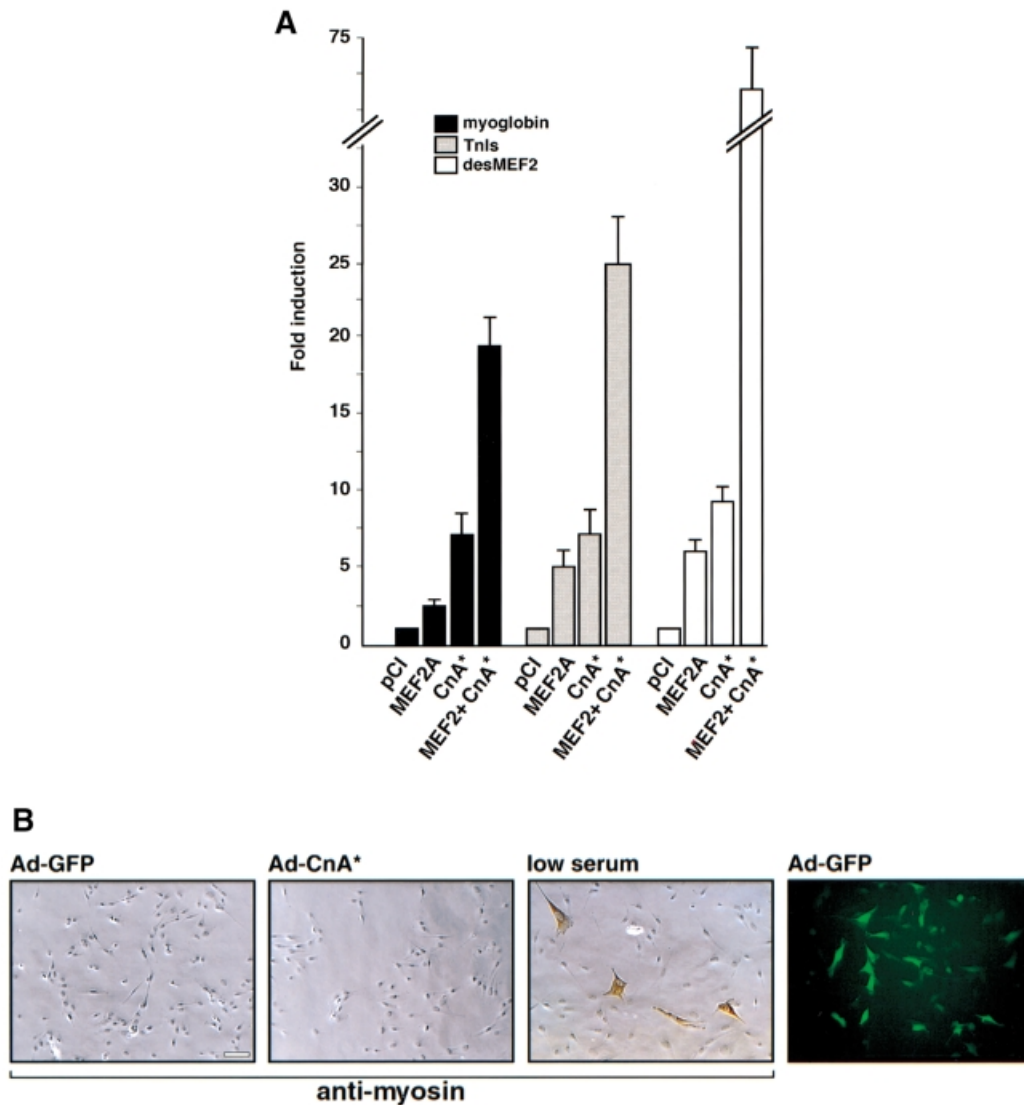 A
75
myoglobin
TnIs
desMEF2
30
25
20
15
10
5
0
Fold induction
pCI
MEF2A
CnA*
MEF2+CnA*
pCI
MEF2A
CnA*
MEF2+CnA*
pCI
MEF2A
CnA*
MEF2+CnA*
B
Ad-GFP
Ad-CnA*
low serum
Ad-GFP
anti-myosin